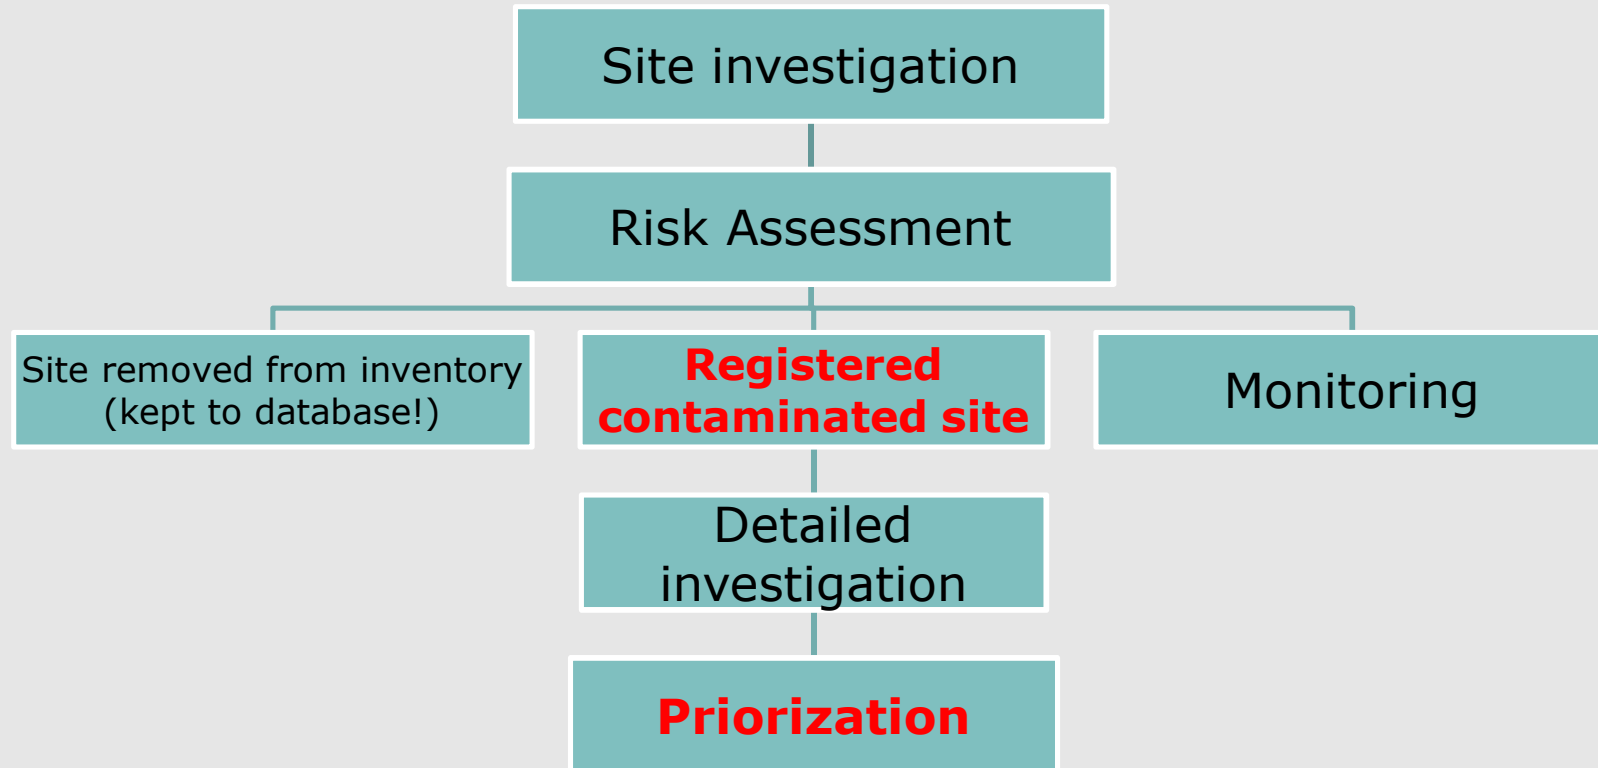 Site investigation
Risk Assessment
Site removed from inventory
(kept to database!)
Registered
contaminated site
Monitoring
Detailed
investigation
Priorization